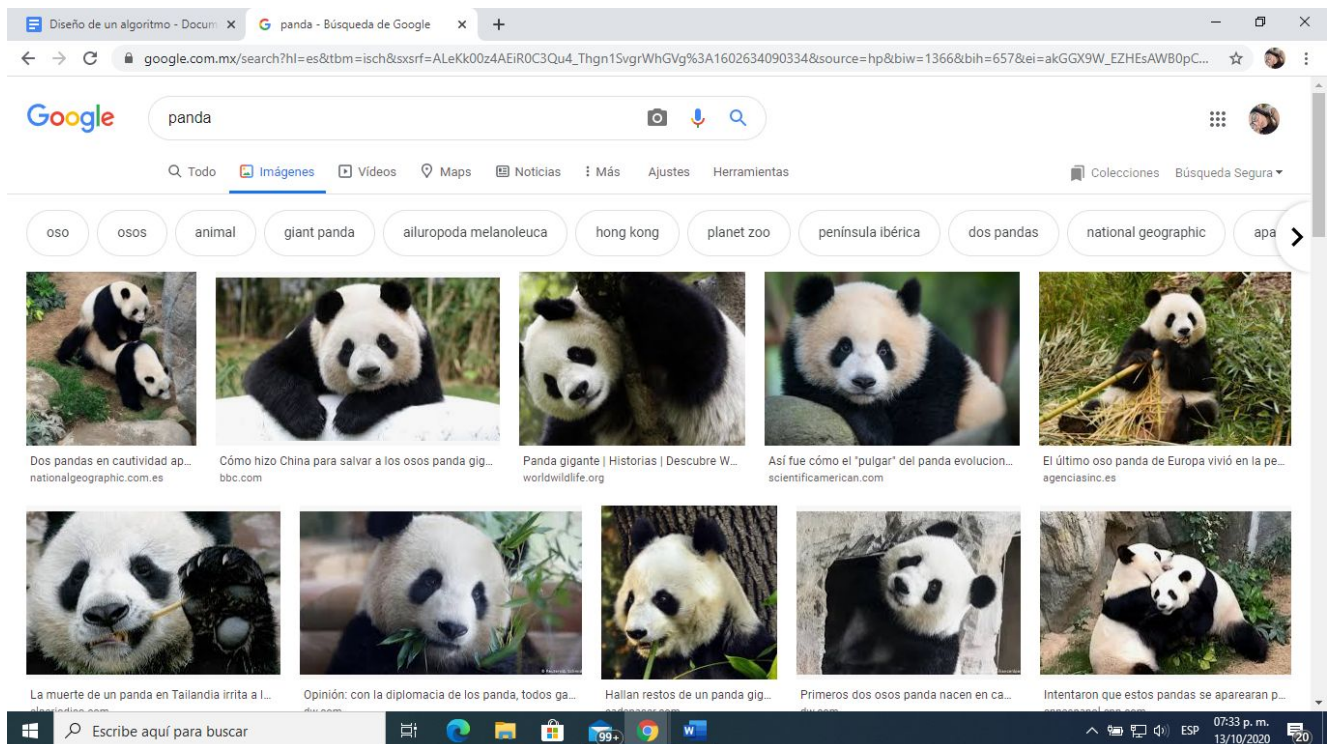 Diseño de un algoritmo - Docum
panda - Búsqueda de Google
google.com.mx/search?hl=es&tbm=isch&sxsrf=ALeKk00z4AEiR0C3Qu4_Thgn1SvgrWhGVg%3A1602634090334&source=hp&biw=1366&bih=657&ei=akGGX9W_EZHEsAWB0pC...
Google
panda
Todo Imágenes Vídeos Maps Noticias Más Ajustes Herramientas Colecciones Búsqueda Segura
oso osos animal giant panda ailuropoda melanoleuca hong kong planet zoo península ibérica dos pandas national geographic apa
Dos pandas en cautividad ap... Cómo hizo China para salvar a los osos panda gig... Panda gigante | Historias | Descubre W... Así fue cómo el "pulgar" del panda evolucion... El último oso panda de Europa vivió en la pe...
nationalgeographic.com.es bbc.com worldwildlife.org scientificamerican.com agenciasinc.es
La muerte de un panda en Tailandia irrita a l... Opinión: con la diplomacia de los panda, todos ga... Hallan restos de un panda gig... Primeros dos osos panda nacen en ca... Intentaron que estos pandas se aparearan p...
Escribe aquí para buscar
99+
ESP
07:33 p. m.
13/10/2020
20